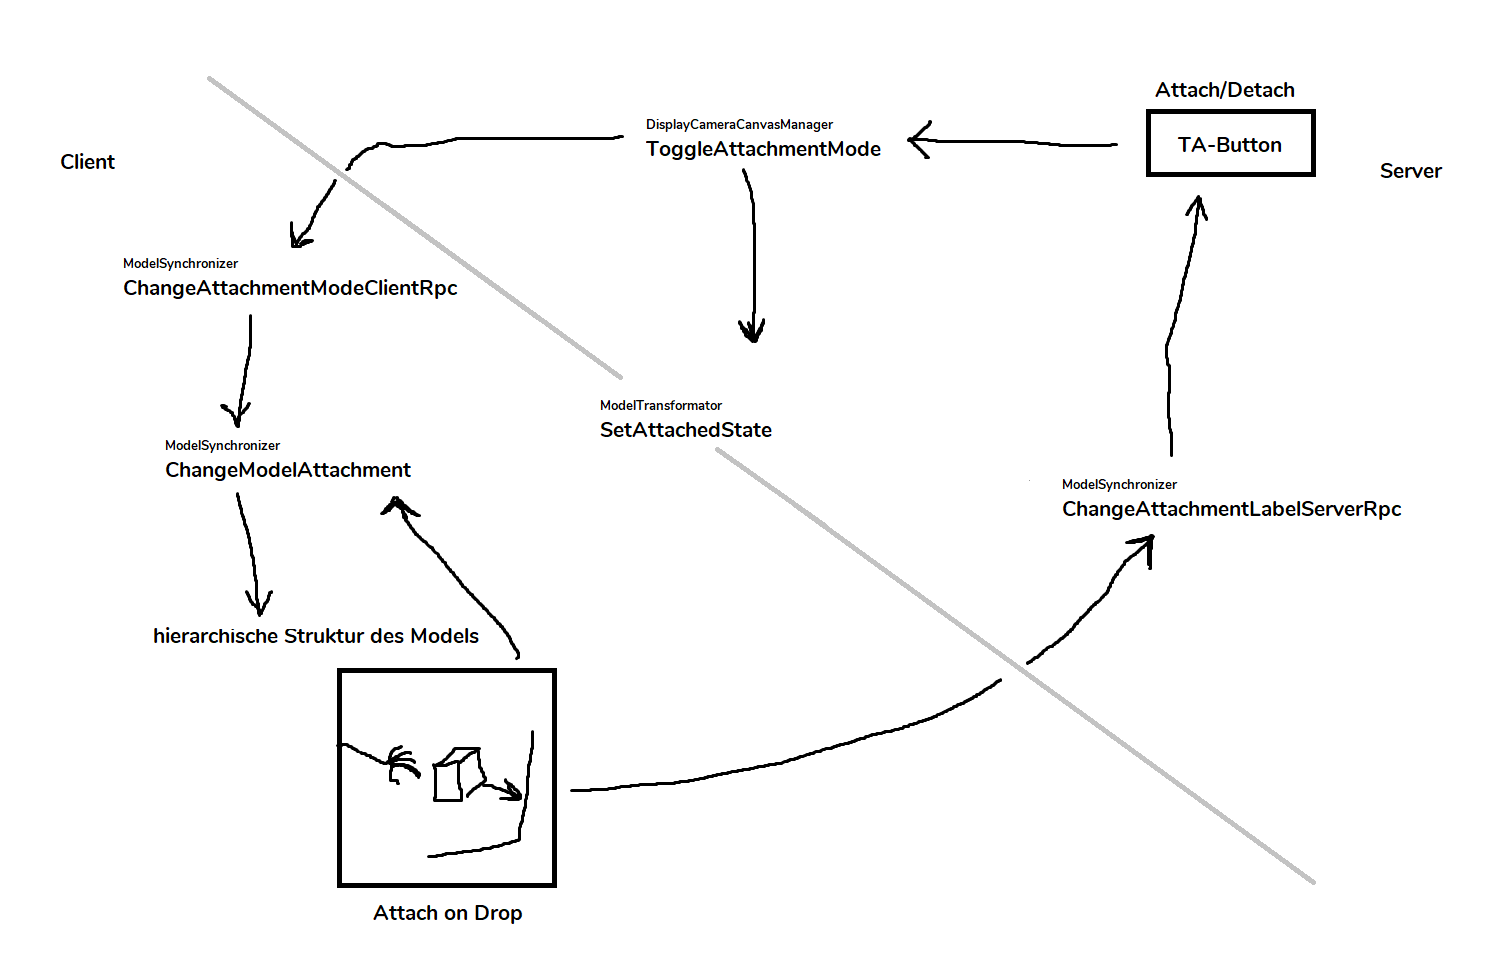 Attach/Detach
DisplayCameraCanvasManager
ToggleAttachmentMode
TA-Button
Client
Server
ModelSynchronizer
ChangeAttachmentModeClientRpc
ModelTransformator
SetAttachedState
ModelSynchronizer
ChangeModelAttachment
ModelSynchronizer
ChangeAttachmentLabelServerRpc
hierarchische Struktur des Models
Attach on Drop